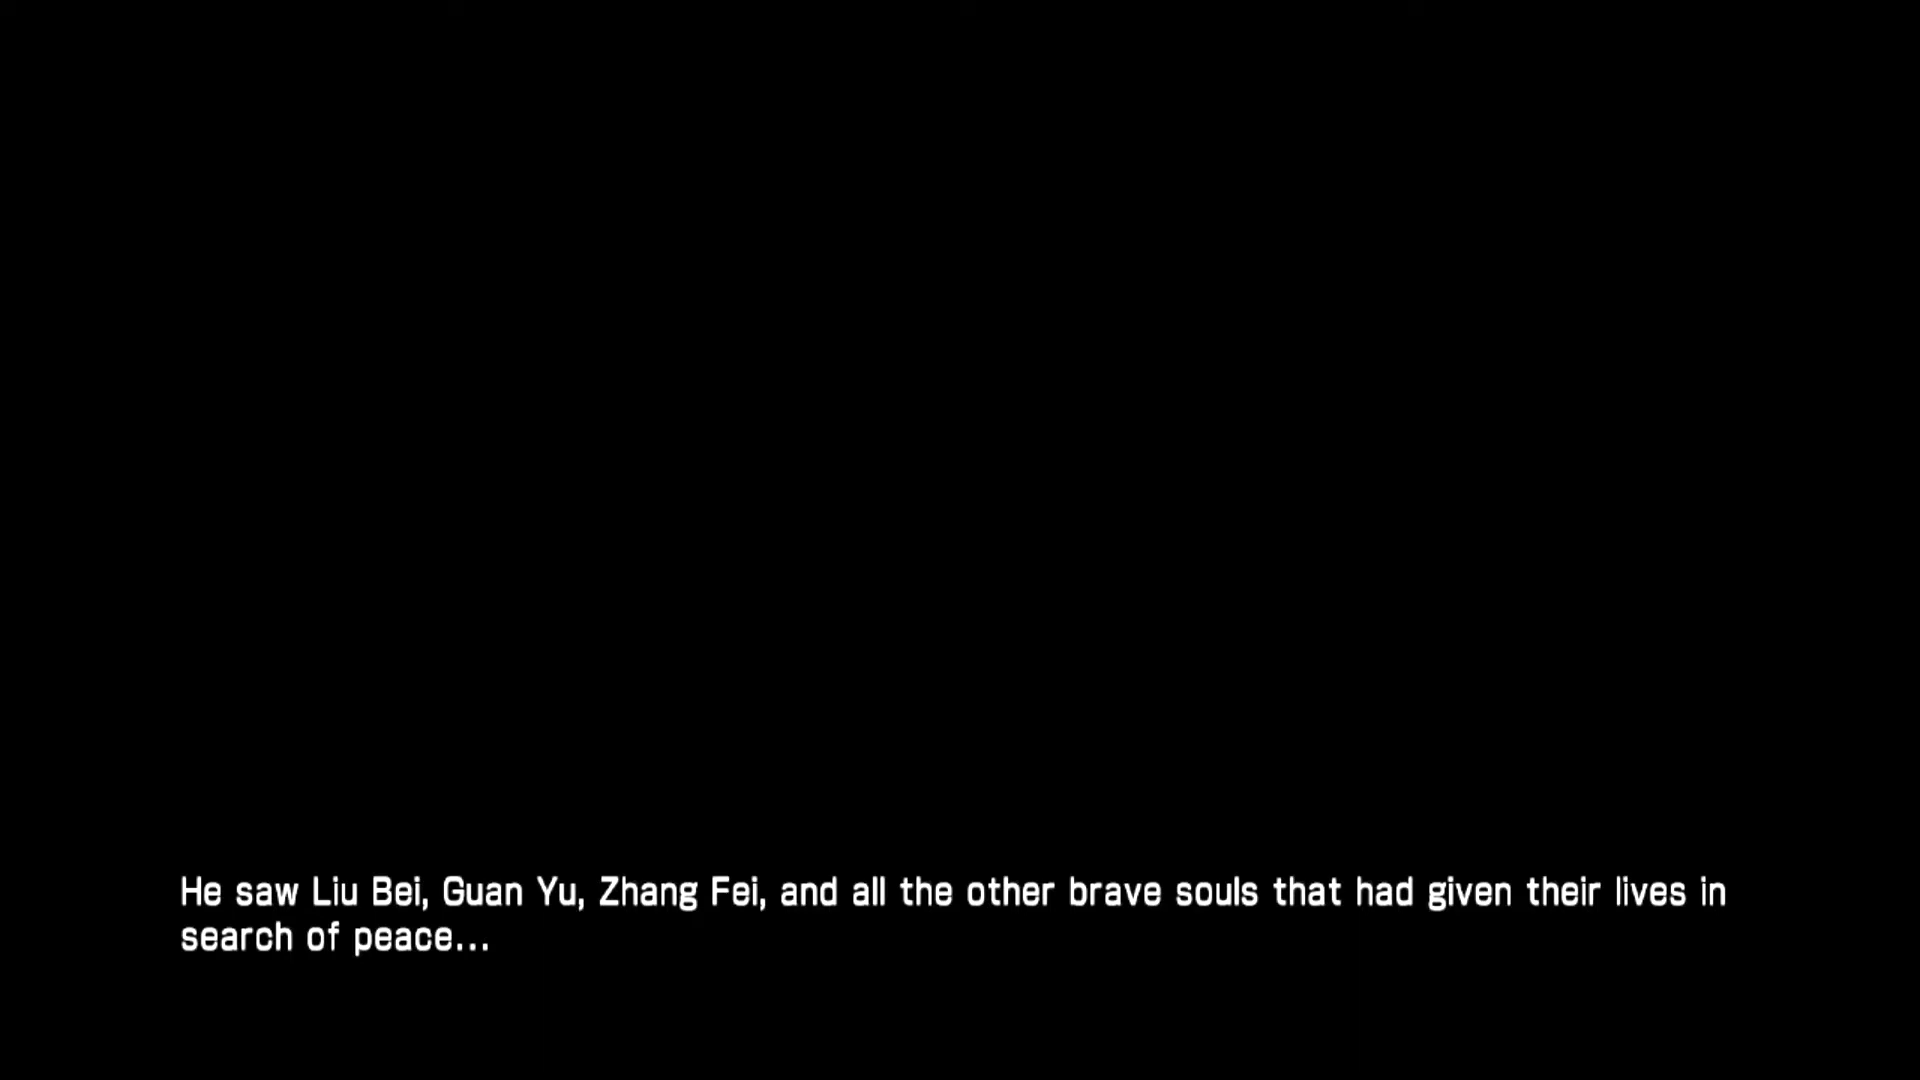 He saw Liu Bei, Guan Yu, Zhang Fei, and all the other brave souls that had given their lives in
search of peace...